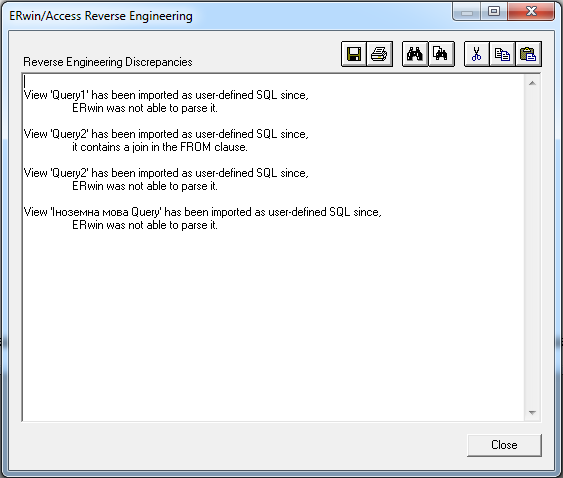 ERwin/Access Reverse Engineering
Reverse Engineering Discrepancies
View 'Query1' has been imported as user-defined SQL since,
ERwin was not able to parse it.
View 'Query2' has been imported as user-defined SQL since,
it contains a join in the FROM clause.
View 'Query2' has been imported as user-defined SQL since,
ERwin was not able to parse it.
View 'Іноземна мова Query' has been imported as user-defined SQL since,
ERwin was not able to parse it.
Close